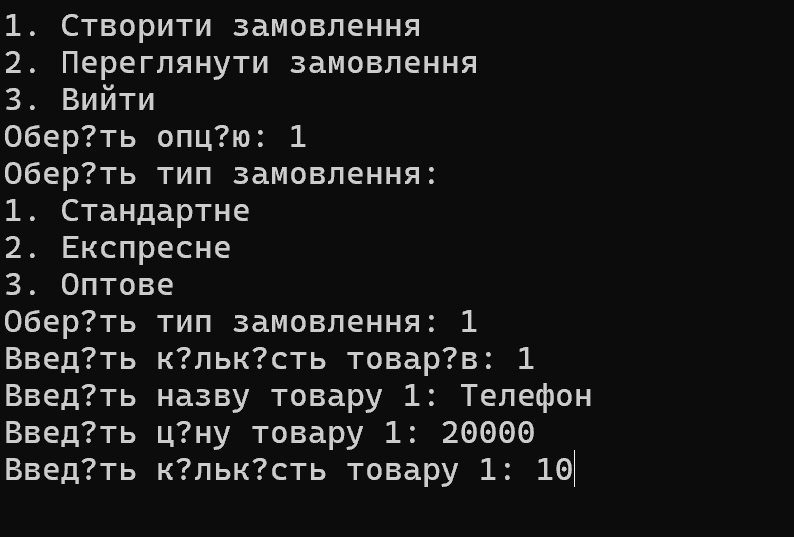 1. Створити замовлення
2. Переглянути замовлення
3. Вийти
Обер?ть опц?ю: 1
Обер?ть тип замовлення:
1. Стандартне
2. Експресне
3. Оптове
Обер?ть тип замовлення: 1
Введ?ть к?льк?сть товар?в: 1
Введ?ть назву товару 1: Телефон
Введ?ть ц?ну товару 1: 20000
Введ?ть к?льк?сть товару 1: 10